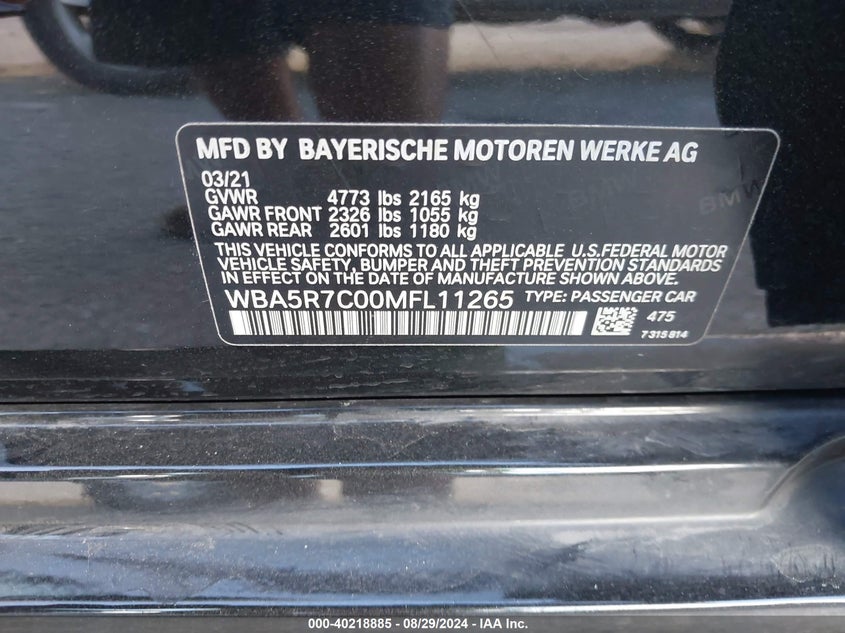 MFD BY BAYERISCHE MOTOREN WERKE AG
03/21
GVWR 4773 lbs 2165 kg
GAWR FRONT 2326 lbs 1055 kg
GAWR REAR 2601 lbs 1180 kg
THIS VEHICLE CONFORMS TO ALL APPLICABLE U.S.FEDERAL MOTOR
VEHICLE SAFETY, BUMPER AND THEFT PREVENTION STANDARDS
IN EFFECT ON THE DATE OF MANUFACTURE SHOWN ABOVE.
WBA5R7C00MFL11265 TYPE: PASSENGER CAR
475
7315814
BMW
000-40218885 - 08/29/2024 - IAA Inc.